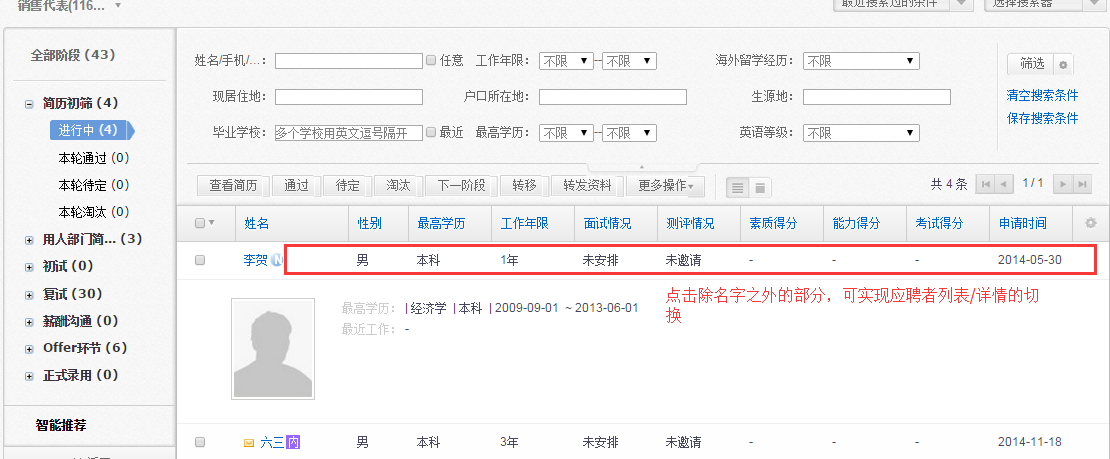 销售代表(116...
最近搜索过的条件
选择搜索器
全部阶段 (43)
简历初筛 (4)
进行中 (4)
本轮通过 (0)
本轮待定 (0)
本轮淘汰 (0)
用人部门简... (3)
初试 (0)
复试 (30)
薪酬沟通 (0)
Offer环节 (6)
正式录用 (0)
智能推荐
姓名/手机/...: 任意 工作年限: 不限 -- 不限 海外留学经历: 不限
现居住地: 户口所在地: 生源地:
毕业学校: 多个学校用英文逗号隔开 最近 最高学历: 不限 -- 不限 英语等级: 不限
筛选
清空搜索条件
保存搜索条件
查看简历 通过 待定 淘汰 下一阶段 转移 转发资料 更多操作 共 4 条 1 / 1
姓名 性别 最高学历 工作年限 面试情况 测评情况 素质得分 能力得分 考试得分 申请时间
李贺 N 男 本科 1年 未安排 未邀请 - - - 2014-05-30
最高学历: | 经济学 | 本科 | 2009-09-01 ~ 2013-06-01
最近工作: -
点击除名字之外的部分，可实现应聘者列表/详情的切
换
六三 内 男 本科 3年 未安排 未邀请 - - - 2014-11-18